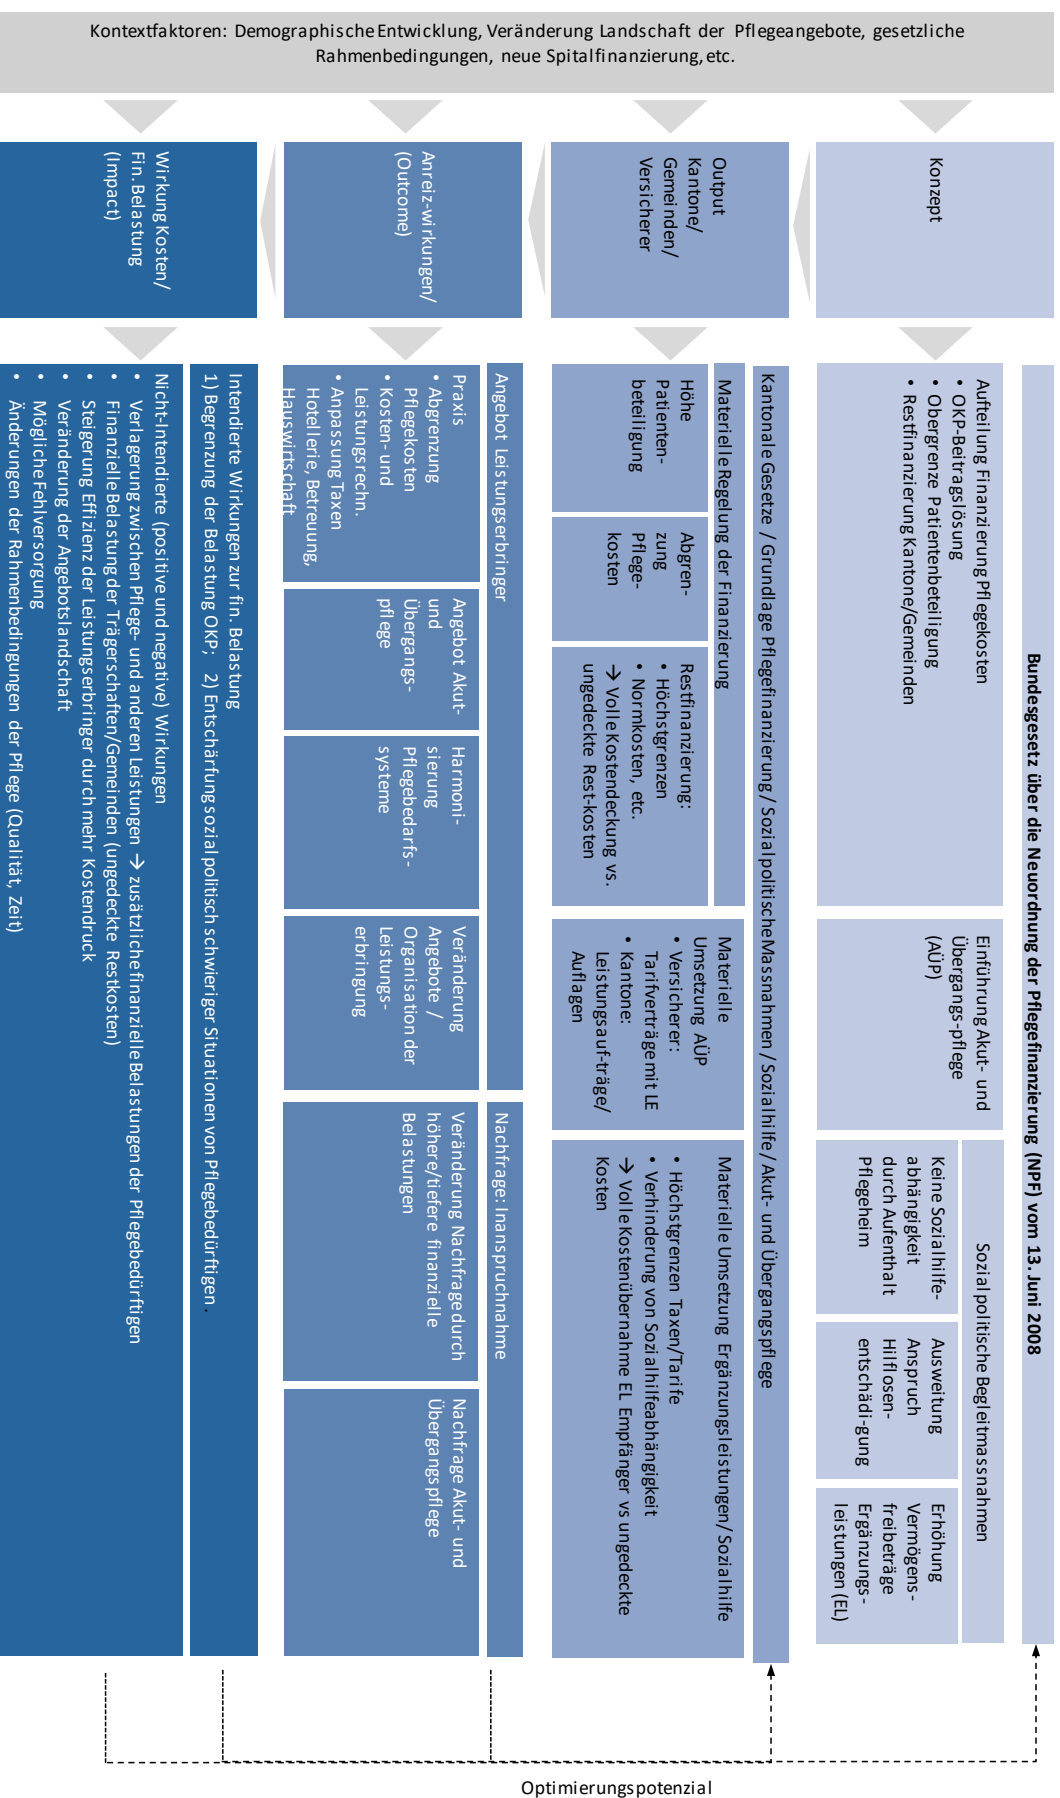 Kontextfaktoren: Demographische Entwicklung, Veränderung Landschaft der Pflegeangebote, gesetzliche
Rahmenbedingungen, neue Spitalfinanzierung, etc.
Konzept
Bundesgesetz über die Neuordnung der Pflegefinanzierung (NPF) vom 13. Juni 2008
Aufteilung Finanzierung Pflegekosten
• OKP-Beitragslösung
• Obergrenze Patientenbeteiligung
• Restfinanzierung Kantone/Gemeinden
Einführung Akut- und
Übergangs-pflege
(AÜP)
Sozialpolitische Begleitmassnahmen
Keine Sozialhilfe-
abhängigkeit
durch Aufenthalt
Pflegeheim
Ausweitung
Anspruch
Hilflosen-
entschädi-gung
Erhöhung
Vermögens-
freibeträge
Ergänzungs-
leistungen (EL)
Output
Kantone/
Gemeinden/
Versicherer
Kantonale Gesetze / Grundlage Pflegefinanzierung / Sozialpolitische Massnahmen / Sozialhilfe / Akut- und Übergangspflege
Materielle Regelung der Finanzierung
Höhe
Patienten-
beteiligung
Abgren-
zung
Pflege-
kosten
Restfinanzierung:
• Höchstgrenzen
• Normkosten, etc.
→ Volle Kostendeckung vs.
ungedeckte Rest-kosten
Materielle
Umsetzung AÜP
• Versicherer:
Tarifverträge mit LE
• Kantone:
Leistungsauf-träge/
Auflagen
Materielle Umsetzung Ergänzungsleistungen/ Sozialhilfe
• Höchstgrenzen Taxen/Tarife
• Verhinderung von Sozialhilfeabhängigkeit
→ Volle Kostenübernahme EL Empfänger vs ungedeckte
Kosten
Anreiz-wirkungen/
(Outcome)
Angebot Leistungserbringer
Praxis
• Abgrenzung
Pflegekosten
• Kosten- und
Leistungsrechn.
• Anpassung Taxen
Hotellerie, Betreuung,
Hauswirtschaft
Angebot Akut-
und
Übergangs-
pflege
Harmoni-
sierung
Pflegebedarfs-
systeme
Veränderung
Angebote /
Organisation der
Leistungs-
erbringung
Nachfrage: Inanspruchnahme
Veränderung Nachfrage durch
höhere/tiefere finanzielle
Belastungen
Nachfrage Akut- und
Übergangspflege
Wirkung Kosten/
Fin. Belastung
(Impact)
Intendierte Wirkungen zur fin. Belastung
1) Begrenzung der Belastung OKP; 2) Entschärfung sozialpolitisch schwieriger Situationen von Pflegebedürftigen.
Nicht-Intendierte (positive und negative) Wirkungen
• Verlagerung zwischen Pflege- und anderen Leistungen → zusätzliche finanzielle Belastungen der Pflegebedürftigen
• Finanzielle Belastung der Trägerschaften/Gemeinden (ungedeckte Restkosten)
• Steigerung Effizienz der Leistungserbringer durch mehr Kostendruck
• Veränderung der Angebotslandschaft
• Mögliche Fehlversorgung
• Änderungen der Rahmenbedingungen der Pflege (Qualität, Zeit)
Optimierungspotenzial